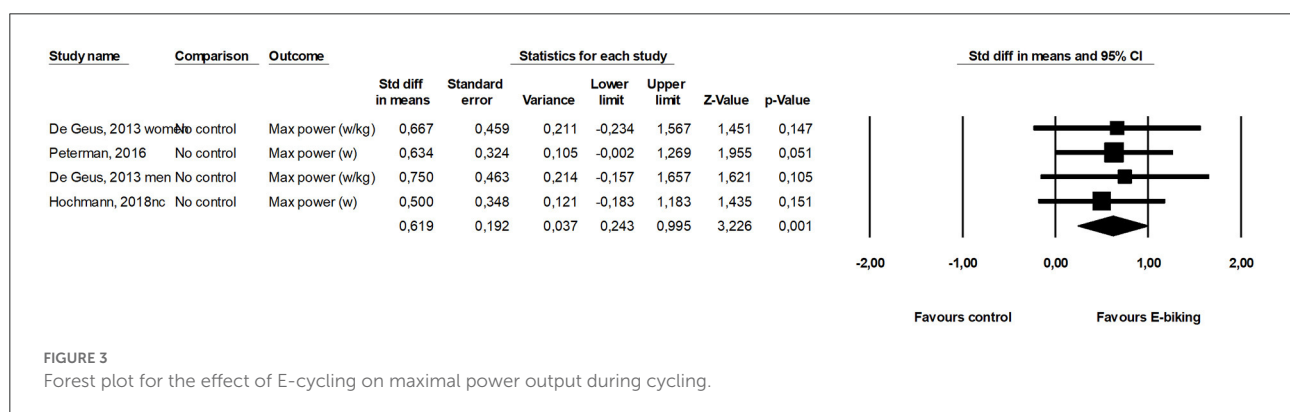 Study name Comparison Outcome Statistics for each study Std diff in means and 95% CI
Std diff Standard Lower Upper
in means error Variance limit limit Z-Value p-Value
De Geus, 2013 women No control Max power (w/kg) 0,667 0,459 0,211 -0,234 1,567 1,451 0,147
Peterman, 2016 No control Max power (w) 0,634 0,324 0,105 -0,002 1,269 1,955 0,051
De Geus, 2013 men No control Max power (w/kg) 0,750 0,463 0,214 -0,157 1,657 1,621 0,105
Hochmann, 2018nc No control Max power (w) 0,500 0,348 0,121 -0,183 1,183 1,435 0,151
0,619 0,192 0,037 0,243 0,995 3,226 0,001
-2,00 -1,00 0,00 1,00 2,00
Favours control Favours E-biking
FIGURE 3
Forest plot for the effect of E-cycling on maximal power output during cycling.